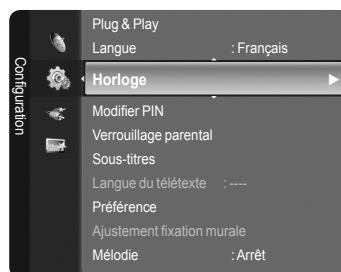 Configuration
Plug & Play
Langue : Français
Horloge
Modifier PIN
Verrouillage parental
Sous-titres
Langue du télétexte : ----
Préférence
Ajustement fixation murale
Mélodie : Arrêt